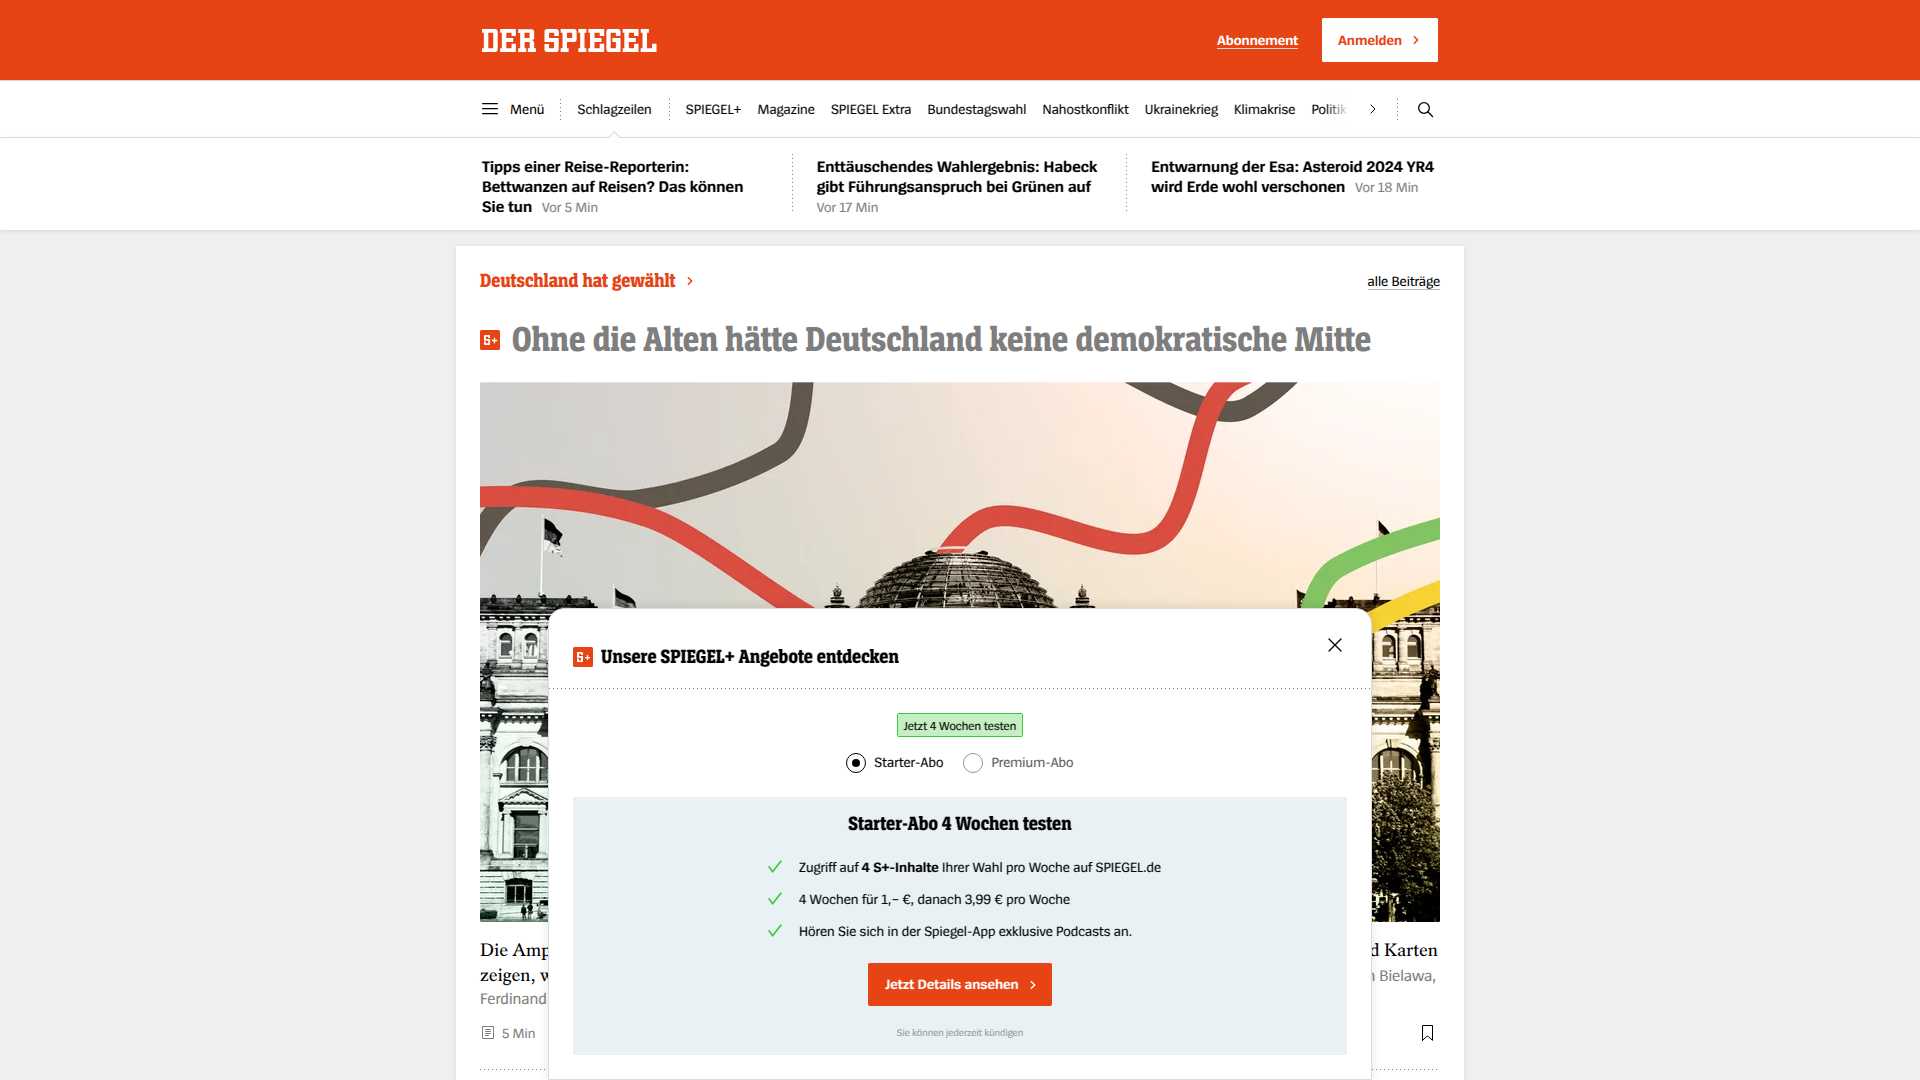 DER SPIEGEL
Abonnement
Anmelden
Menü
Schlagzeilen
SPIEGEL+
Magazine
SPIEGEL Extra
Bundestagswahl
Nahostkonflikt
Ukrainekrieg
Klimakrise
Politik
Tipps einer Reise-Reporterin:
Bettwanzen auf Reisen? Das können
Sie tun Vor 5 Min
Enttäuschendes Wahlergebnis: Habeck
gibt Führungsanspruch bei Grünen auf
Vor 17 Min
Entwarnung der Esa: Asteroid 2024 YR4
wird Erde wohl verschonen Vor 18 Min
Deutschland hat gewählt
alle Beiträge
S+ Ohne die Alten hätte Deutschland keine demokratische Mitte
S+ Unsere SPIEGEL+ Angebote entdecken
Jetzt 4 Wochen testen
Starter-Abo
Premium-Abo
Starter-Abo 4 Wochen testen
Zugriff auf 4 S+-Inhalte Ihrer Wahl pro Woche auf SPIEGEL.de
4 Wochen für 1,– €, danach 3,99 € pro Woche
Hören Sie sich in der Spiegel-App exklusive Podcasts an.
Jetzt Details ansehen
Sie können jederzeit kündigen
Die Amp
d Karten
zeigen, w
Bielawa,
Ferdinand
5 Min